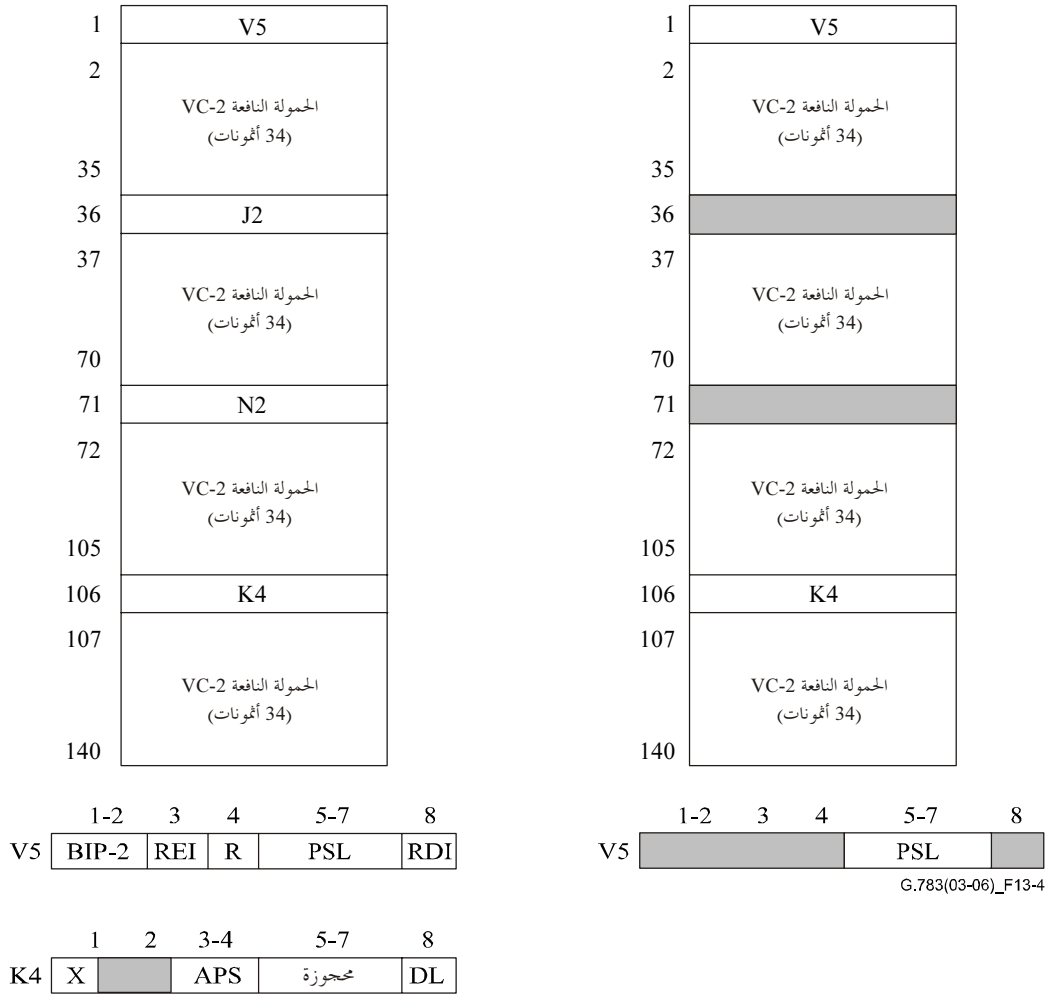 1 V5
2
الحمولة النافعة VC-2
(34 أثمونات)
35
36 J2
37
الحمولة النافعة VC-2
(34 أثمونات)
70
71 N2
72
الحمولة النافعة VC-2
(34 أثمونات)
105
106 K4
107
الحمولة النافعة VC-2
(34 أثمونات)
140
1-2 3 4 5-7 8
V5 BIP-2 REI R PSL RDI
1 2 3-4 5-7 8
K4 X APS محجوزة DL
1 V5
2
الحمولة النافعة VC-2
(34 أثمونات)
35
36
37
الحمولة النافعة VC-2
(34 أثمونات)
70
71
72
الحمولة النافعة VC-2
(34 أثمونات)
105
106 K4
107
الحمولة النافعة VC-2
(34 أثمونات)
140
1-2 3 4 5-7 8
V5 PSL
G.783(03-06)_F13-4